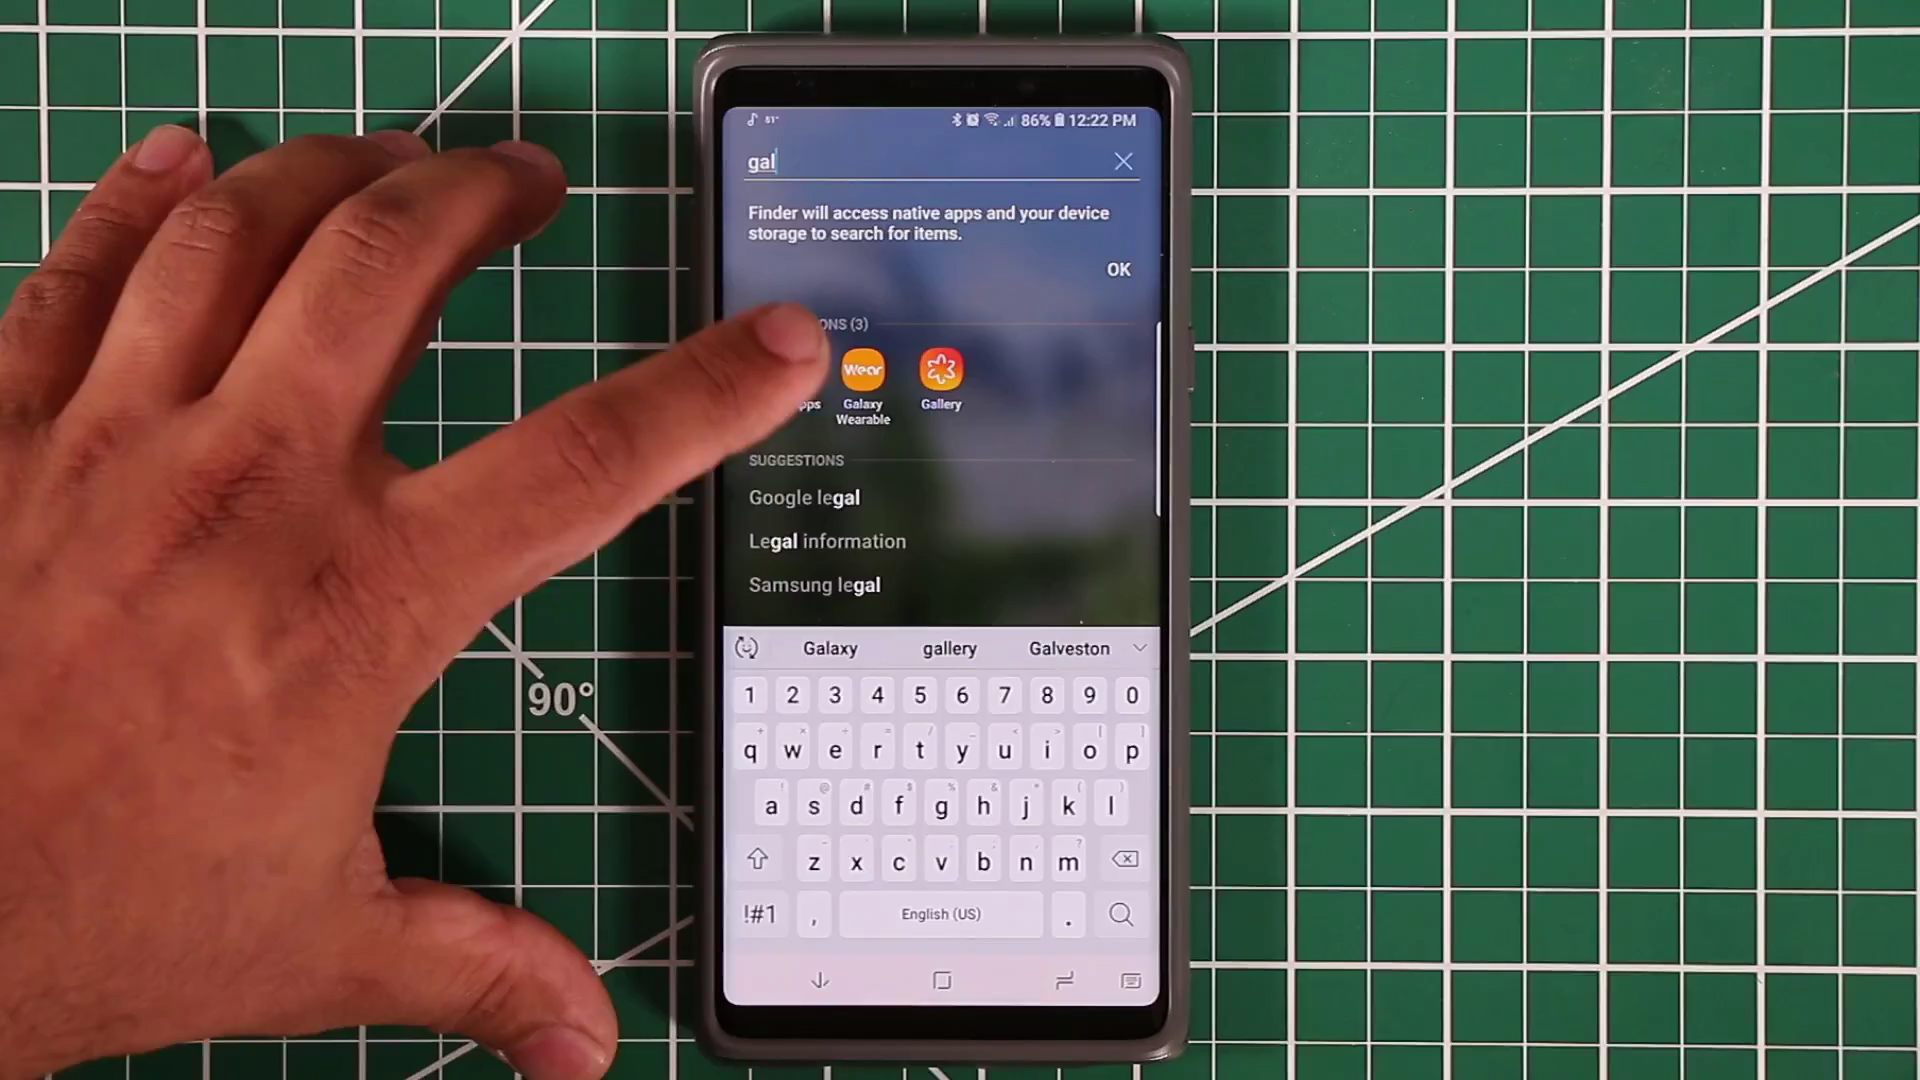 86% 12:22 PM
gal
Finder will access native apps and your device
storage to search for items.
OK
(3)
Wear
Galaxy
Wearable
Gallery
SUGGESTIONS
Google legal
Legal information
Samsung legal
Galaxy gallery Galveston
1 2 3 4 5 6 7 8 9 0
q w e r t y u i o p
a s d f g h j k l
z x c v b n m
!#1 , English (US) .
90°